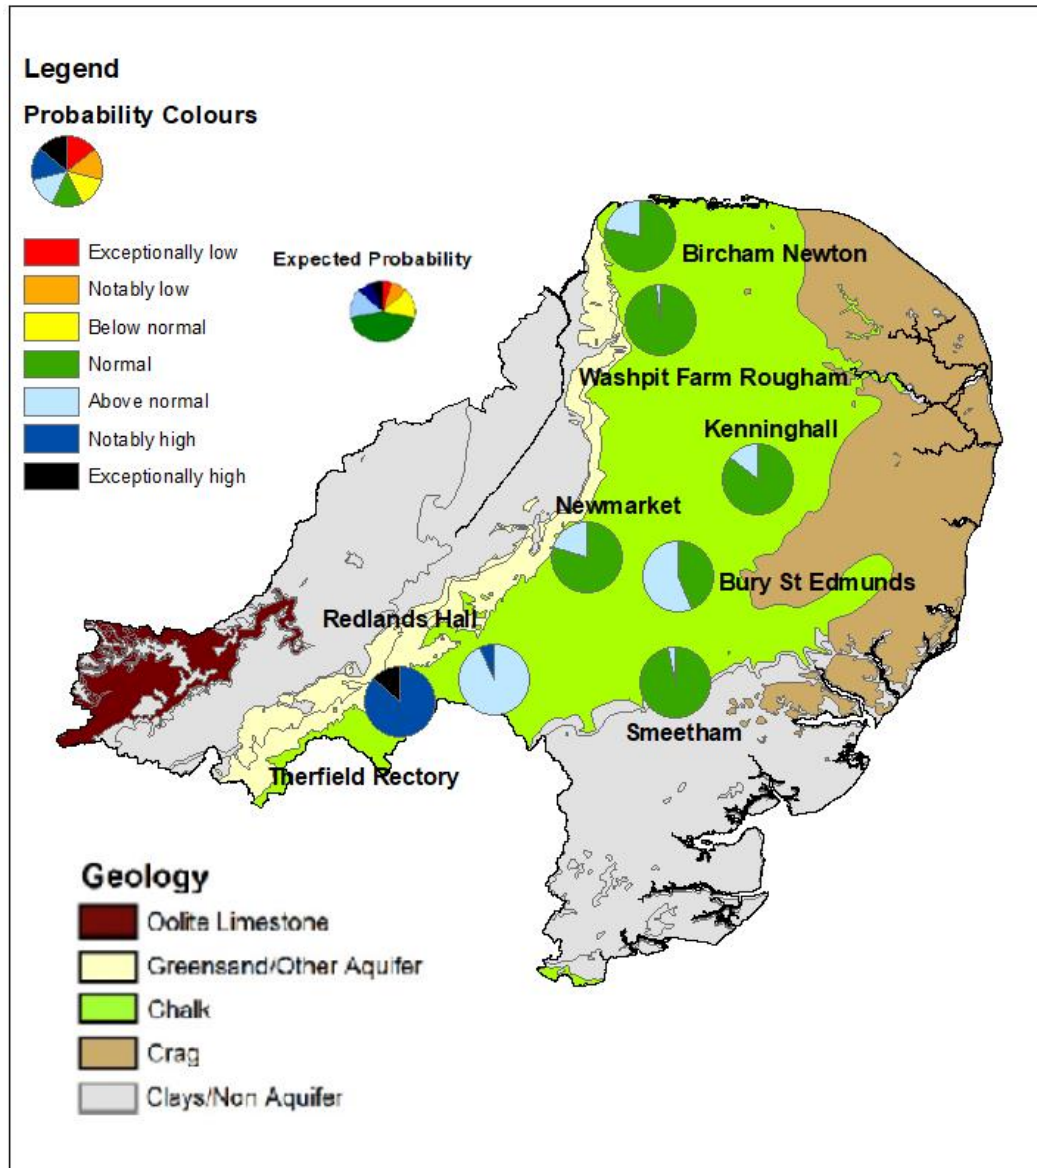 Legend
Probability Colours
Exceptionally low
Notably low
Below normal
Normal
Above normal
Notably high
Exceptionally high
Expected Probability
Bircham Newton
Washpit Farm Rougham
Kenninghall
Newmarket
Bury St Edmunds
Redlands Hall
Smeetham
Therfield Rectory
Geology
Oolite Limestone
Greensand/Other Aquifer
Chalk
Crag
Clays/Non Aquifer